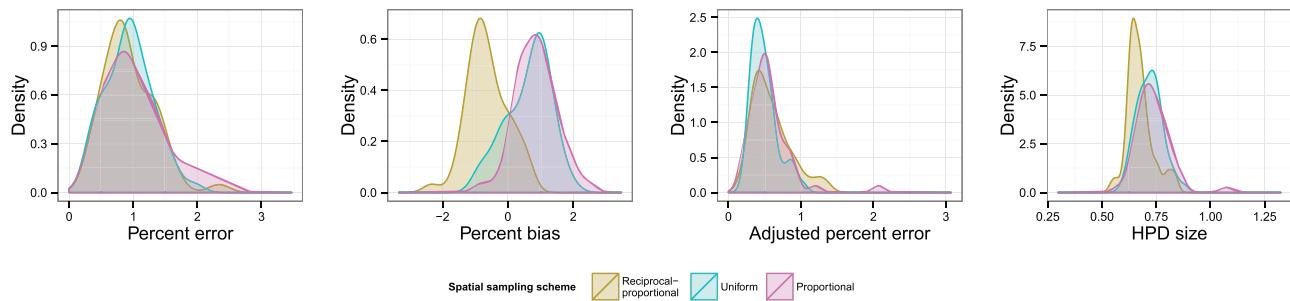 Density
0.9
0.6
0.3
0.0
0 1 2 3
Percent error
Density
0.6
0.4
0.2
0.0
−2 0 2
Percent bias
Density
2.5
2.0
1.5
1.0
0.5
0.0
0 1 2 3
Adjusted percent error
Density
7.5
5.0
2.5
0.0
0.25 0.50 0.75 1.00 1.25
HPD size
Spatial sampling scheme
Reciprocal−
proportional
Uniform
Proportional